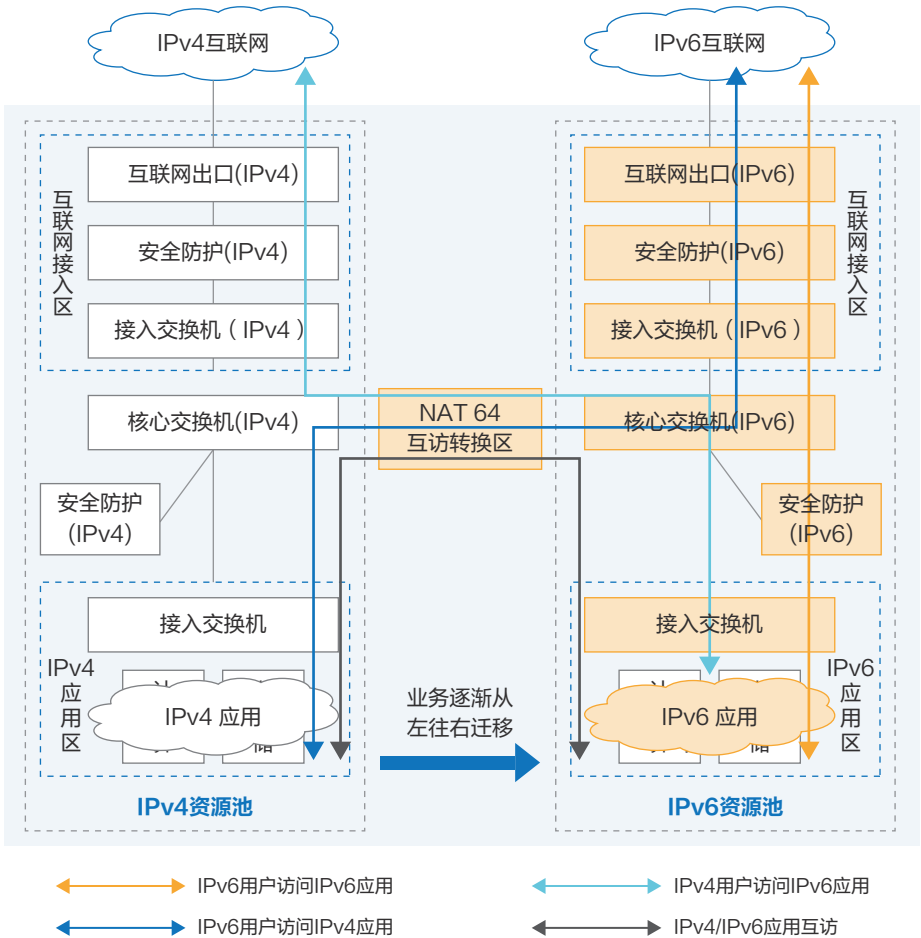 IPv4互联网
IPv6互联网
互联网出口(IPv4)
安全防护(IPv4)
接入交换机（IPv4）
互联网接入区
互联网出口(IPv6)
安全防护(IPv6)
接入交换机（IPv6）
互联网接入区
核心交换机(IPv4)
NAT 64
互访转换区
核心交换机(IPv6)
安全防护
(IPv4)
安全防护
(IPv6)
接入交换机
接入交换机
IPv4
应
用
区
IPv4 应用
业务逐渐从
左往右迁移
IPv6 应用
IPv6
应
用
区
IPv4资源池
IPv6资源池
IPv6用户访问IPv6应用
IPv4用户访问IPv6应用
IPv6用户访问IPv4应用
IPv4/IPv6应用互访